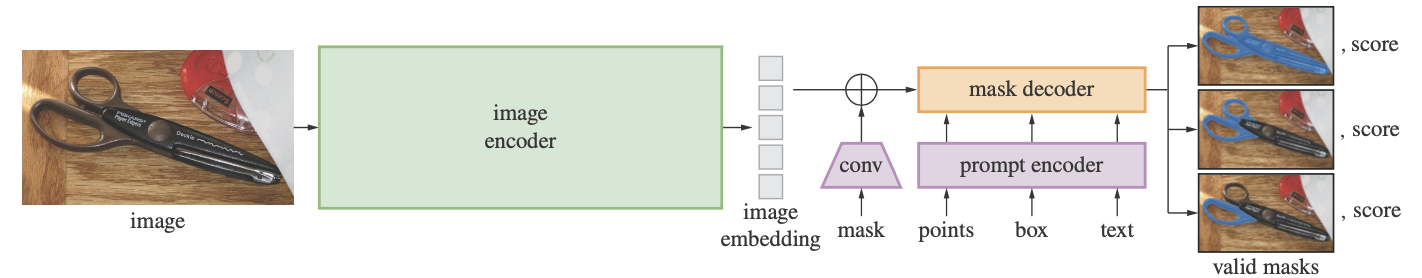 image
image
encoder
image
embedding
conv
mask
mask decoder
prompt encoder
points
box
text
, score
, score
, score
valid masks